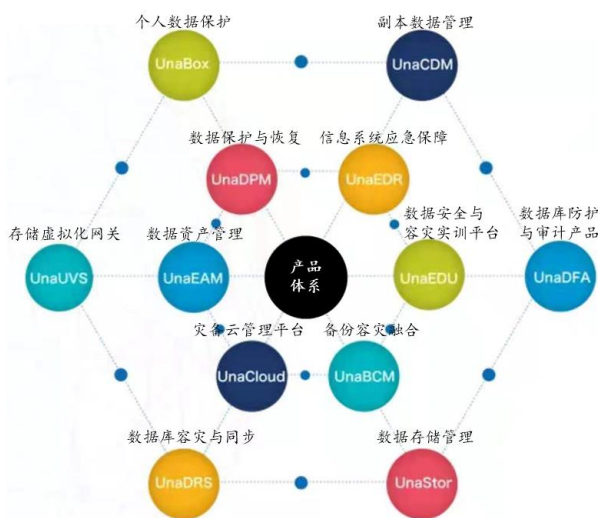 个人数据保护
副本数据管理
UnaBox
UnaCDM
数据保护与恢复
信息系统应急保障
UnaDPM
UnaEDR
存储虚拟化网关
数据资产管理
数据安全与
容灾实训平台
数据库防护
与审计产品
UnaUVS
UnaEAM
产品
体系
UnaEDU
UnaDFA
灾备云管理平台
备份容灾融合
UnaCloud
UnaBCM
数据库容灾与同步
数据存储管理
UnaDRS
UnaStor